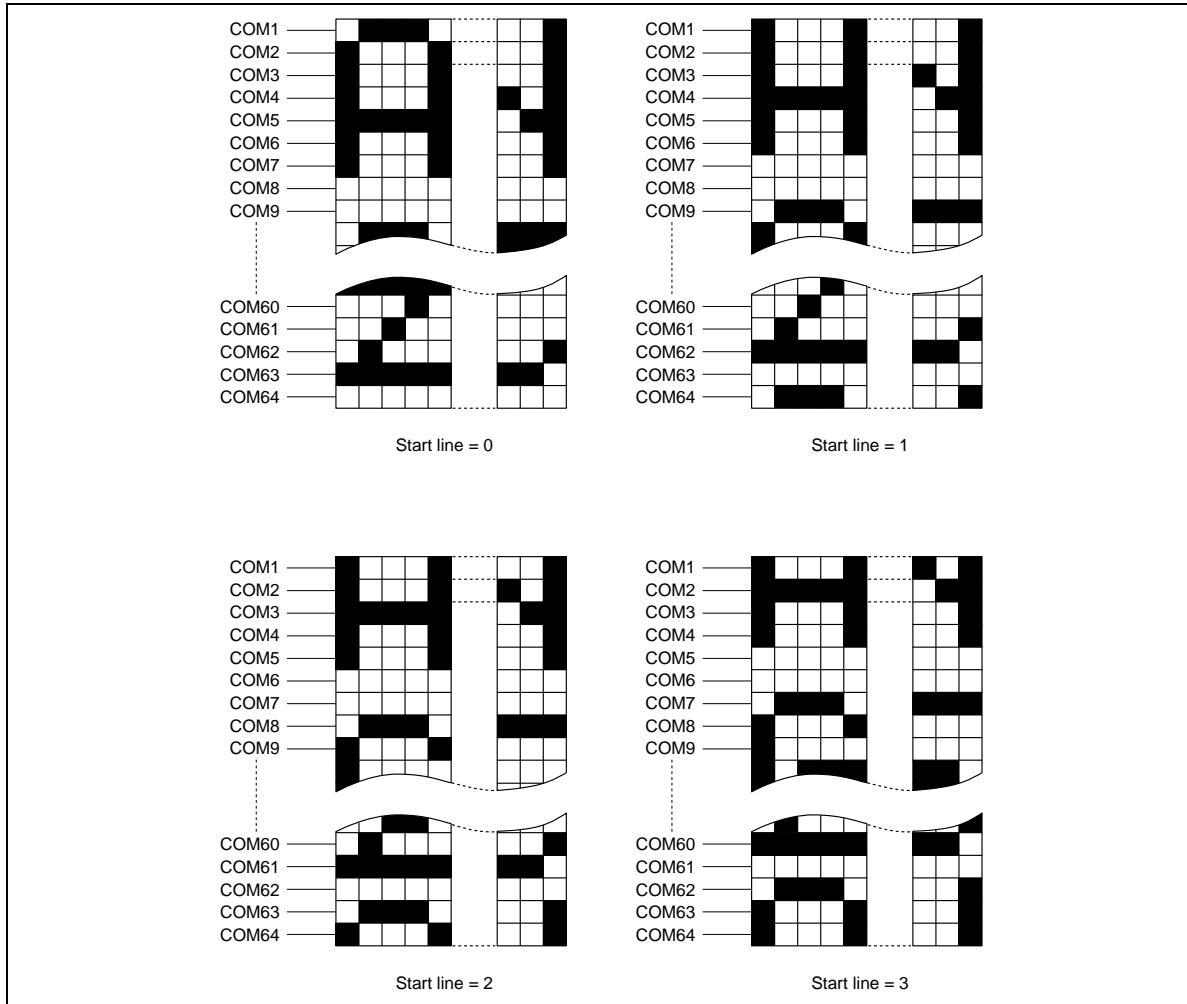 COM1 COM1
COM2 COM2
COM3 COM3
COM4 COM4
COM5 COM5
COM6 COM6
COM7 COM7
COM8 COM8
COM9 COM9
COM60 COM60
COM61 COM61
COM62 COM62
COM63 COM63
COM64 COM64
Start line = 0 Start line = 1
COM1 COM1
COM2 COM2
COM3 COM3
COM4 COM4
COM5 COM5
COM6 COM6
COM7 COM7
COM8 COM8
COM9 COM9
COM60 COM60
COM61 COM61
COM62 COM62
COM63 COM63
COM64 COM64
Start line = 2 Start line = 3